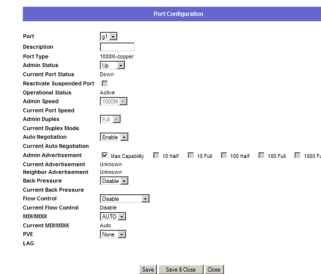 Port Configuration
Port g1
Description
Port Type 1000M-copper
Admin Status Up
Current Port Status Down
Reactivate Suspended Port
Operational Status Active
Admin Speed 1000M
Current Port Speed
Admin Duplex Full
Current Duplex Mode
Auto Negotiation Enable
Current Auto Negotiation
Admin Advertisement Max Capability 10 Half 10 Full 100 Half 100 Full 1000 Fu
Current Advertisement Unknown
Neighbor Advertisement Unknown
Back Pressure Disable
Current Back Pressure
Flow Control Disable
Current Flow Control Disable
MDI/MDIX AUTO
Current MDI/MDIX Auto
PVE None
LAG
Save Save & Close Close